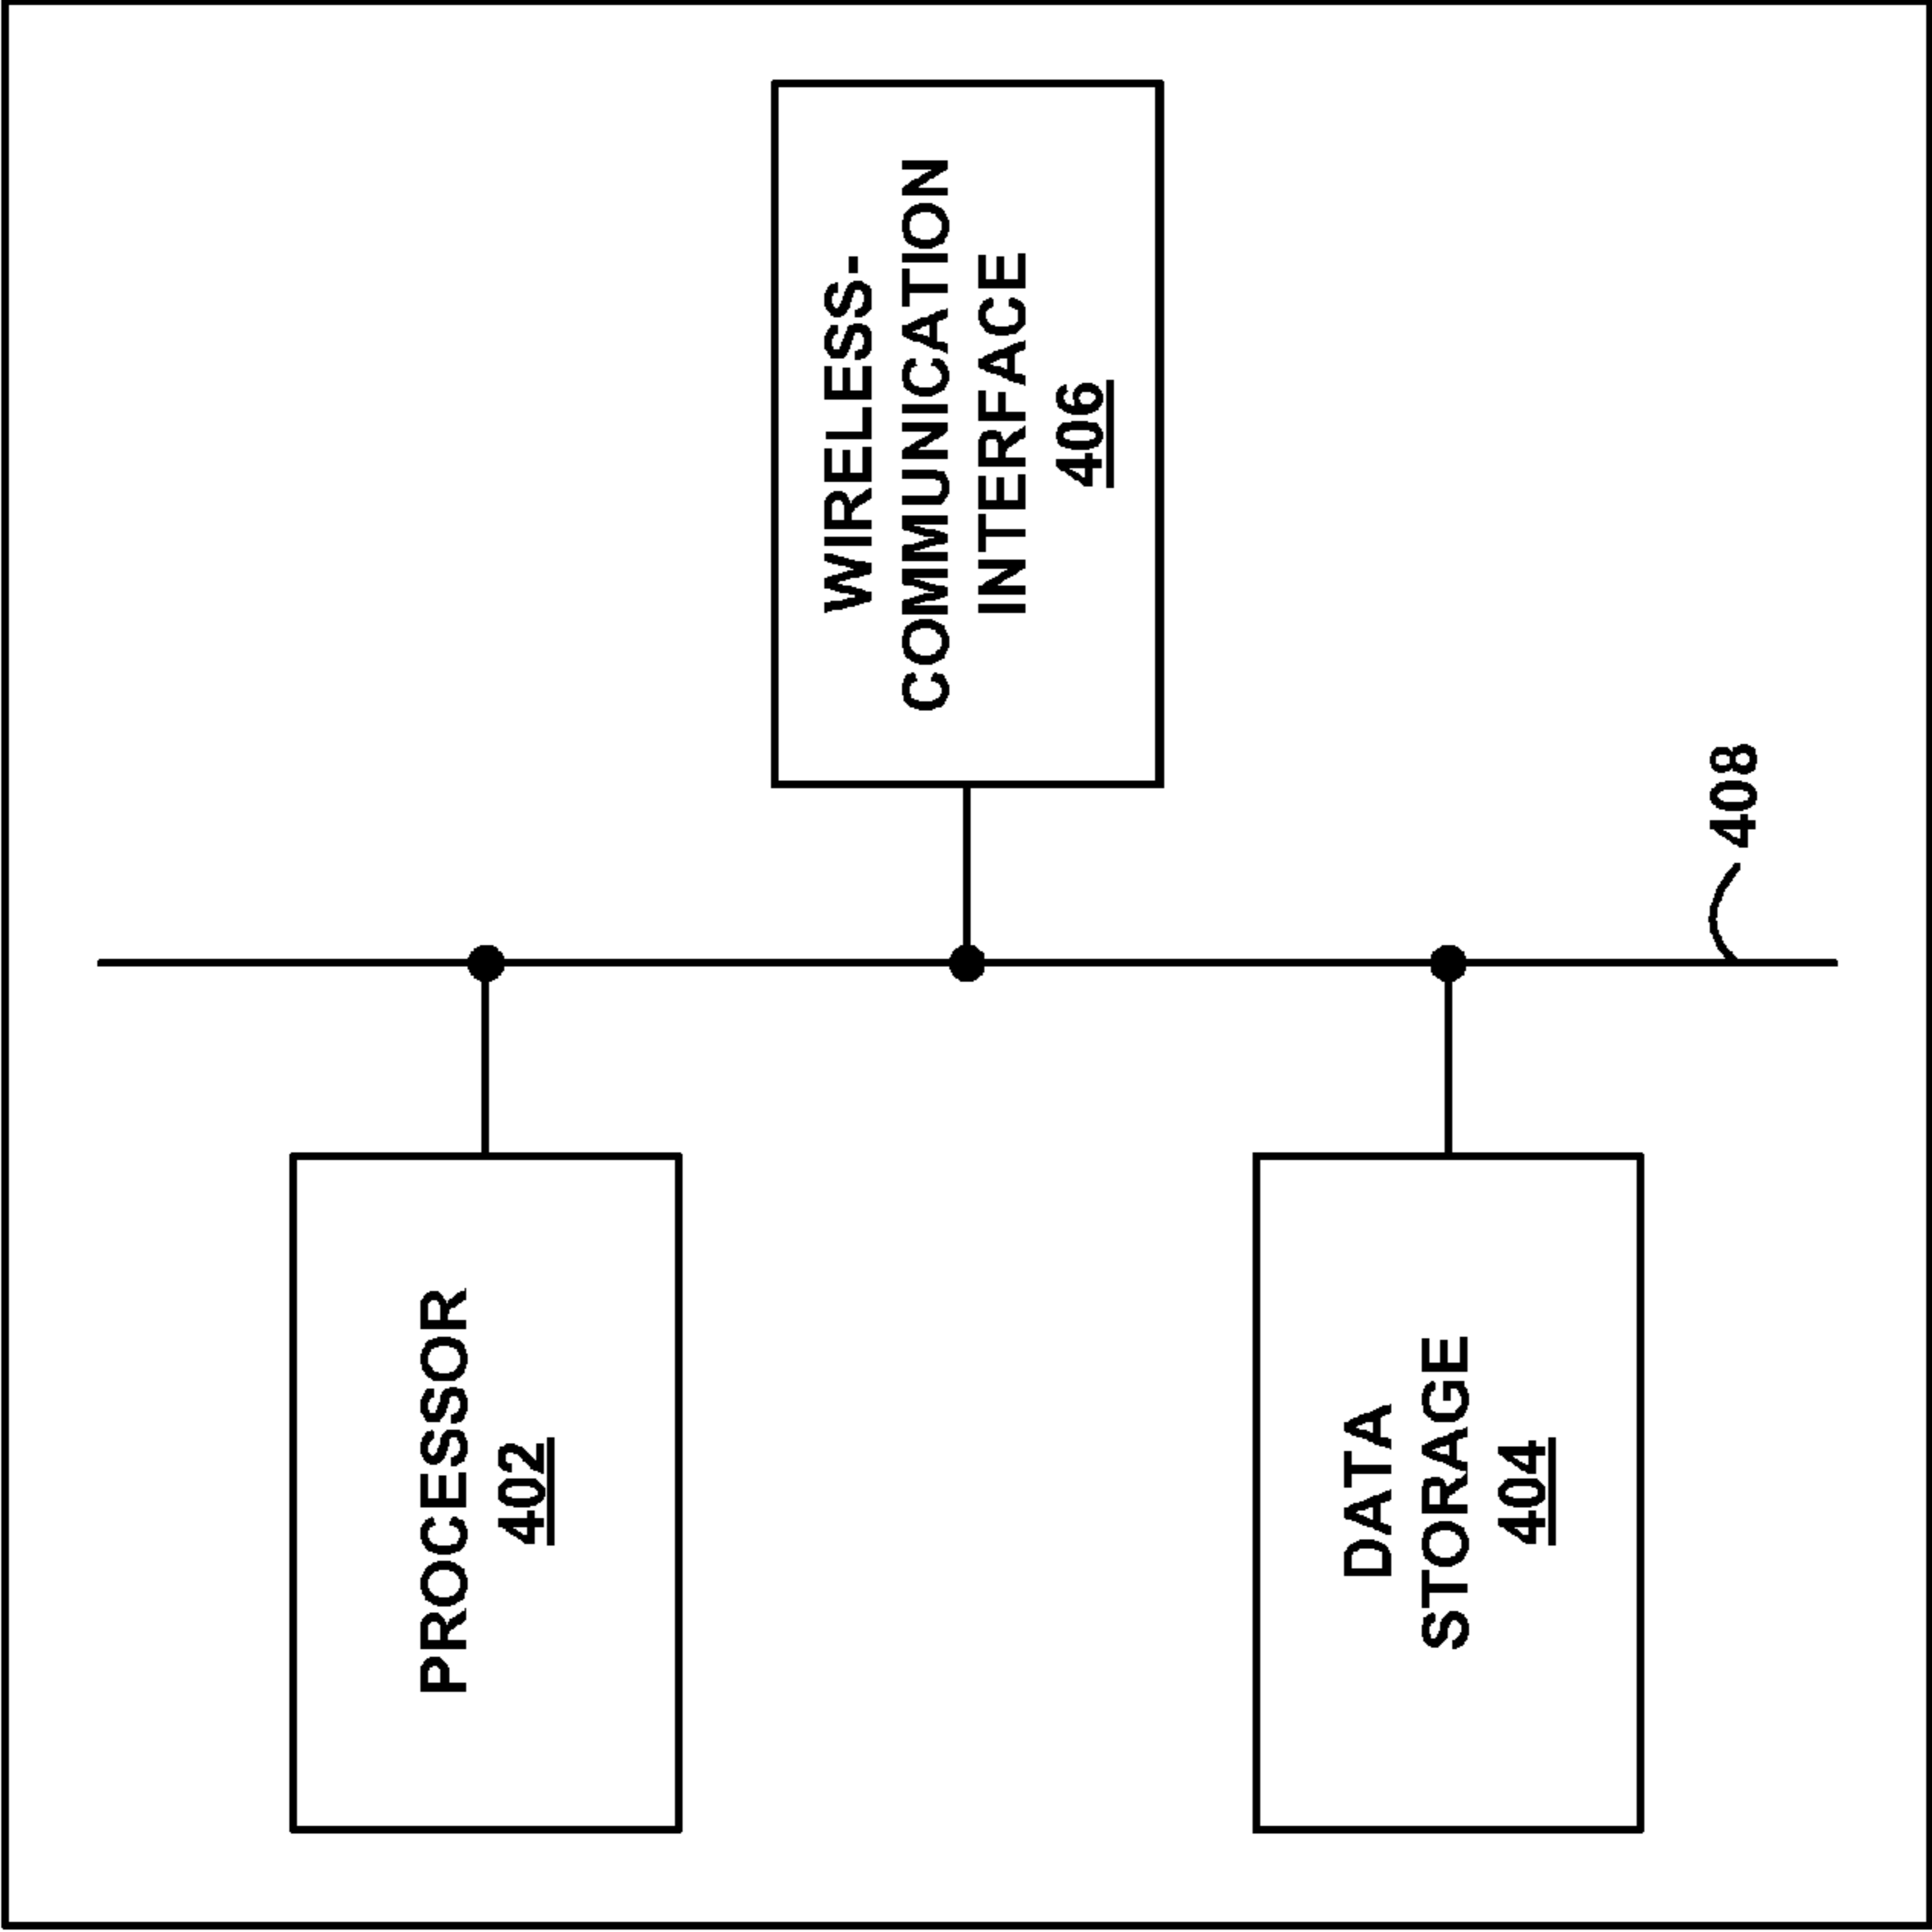 PROCESSOR
402
WIRELESS-
COMMUNICATION
INTERFACE
406
DATA
STORAGE
404
408